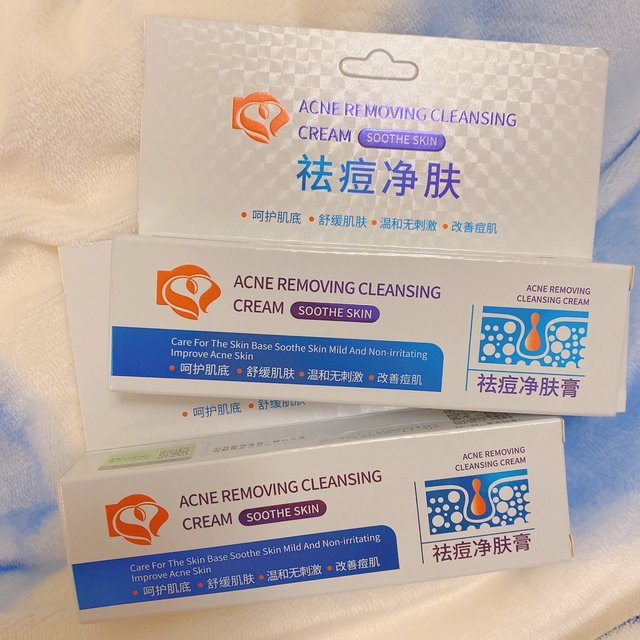 ACNE REMOVING CLEANSING
CREAM SOOTHE SKIN
祛痘净肤
• 呵护肌底 • 舒缓肌肤 • 温和无刺激 • 改善痘肌
ACNE REMOVING CLEANSING
CREAM SOOTHE SKIN
ACNE REMOVING
CLEANSING CREAM
Care For The Skin Base Soothe Skin Mild And Non-irritating
Improve Acne Skin
• 呵护肌底 • 舒缓肌肤 • 温和无刺激 • 改善痘肌
祛痘净肤膏
• 呵护肌底 • 舒缓肌肤
ACNE REMOVING CLEANSING
CREAM SOOTHE SKIN
ACNE REMOVING
CLEANSING CREAM
Care For The Skin Base Soothe Skin Mild And Non-irritating
Improve Acne Skin
• 呵护肌底 • 舒缓肌肤 • 温和无刺激 • 改善痘肌
祛痘净肤膏